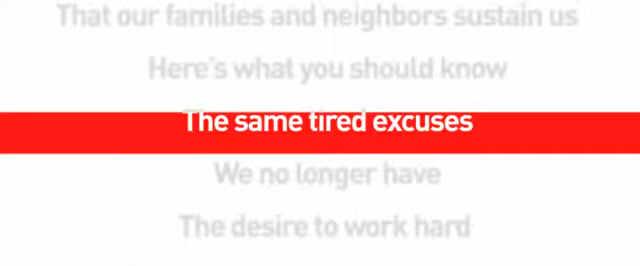 That our families and neighbors sustain us
Here's what you should know
The same tired excuses
We no longer have
The desire to work hard